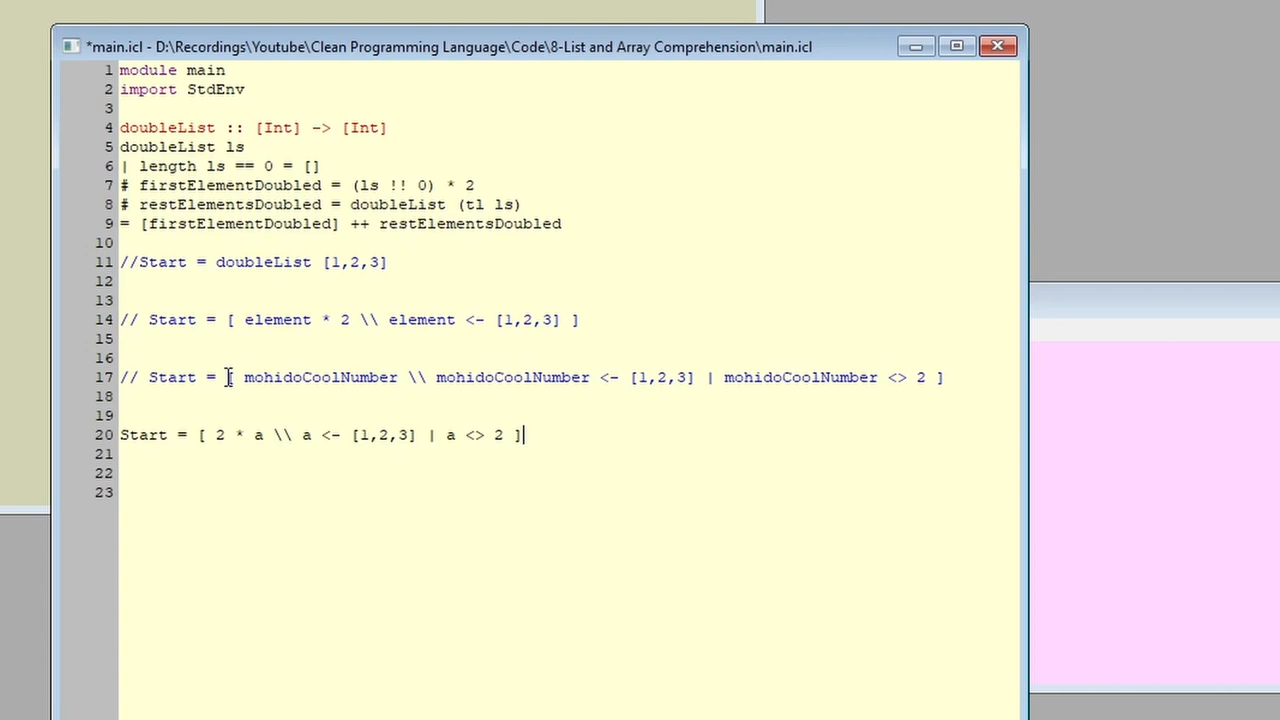 *main.icl - D:\Recordings\Youtube\Clean Programming Language\Code\8-List and Array Comprehension\main.icl
1 module main
2 import StdEnv
3
4 doubleList :: [Int] -> [Int]
5 doubleList ls
6 | length ls == 0 = []
7 # firstElementDoubled = (ls !! 0) * 2
8 # restElementsDoubled = doubleList (tl ls)
9 = [firstElementDoubled] ++ restElementsDoubled
10
11 //Start = doubleList [1,2,3]
12
13
14 // Start = [ element * 2 \\ element <- [1,2,3] ]
15
16
17 // Start = [ mohidoCoolNumber \\ mohidoCoolNumber <- [1,2,3] | mohidoCoolNumber <> 2 ]
18
19
20 Start = [ 2 * a \\ a <- [1,2,3] | a <> 2 ]
21
22
23